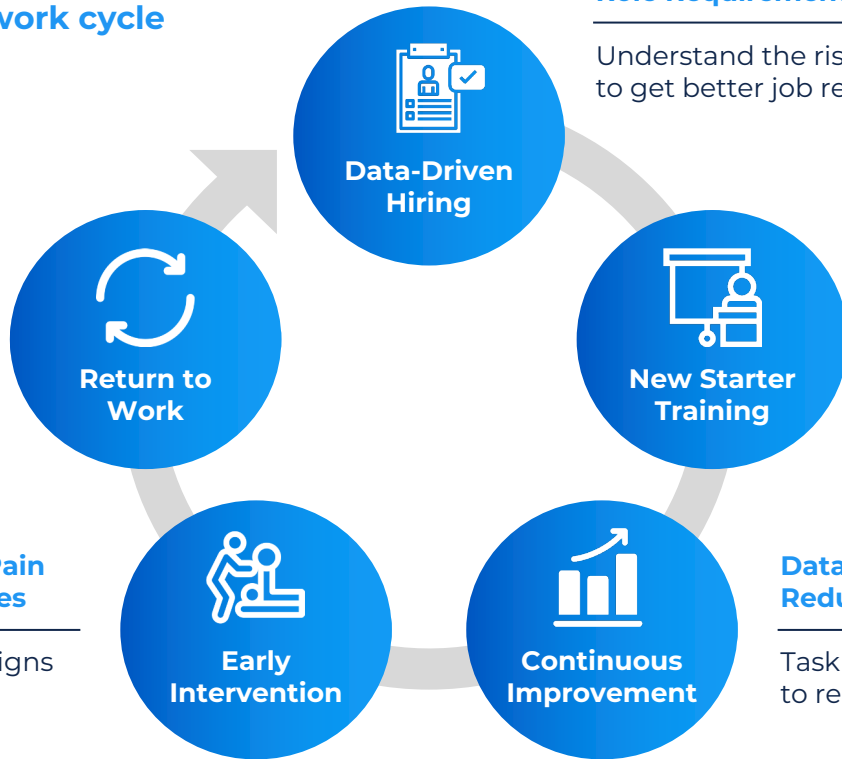 work cycle
Understand the ris
to get better job re
Data-Driven
Hiring
Return to
Work
New Starter
Training
ain
es
igns
Early
Intervention
Continuous
Improvement
Data
Redu
Task
to re